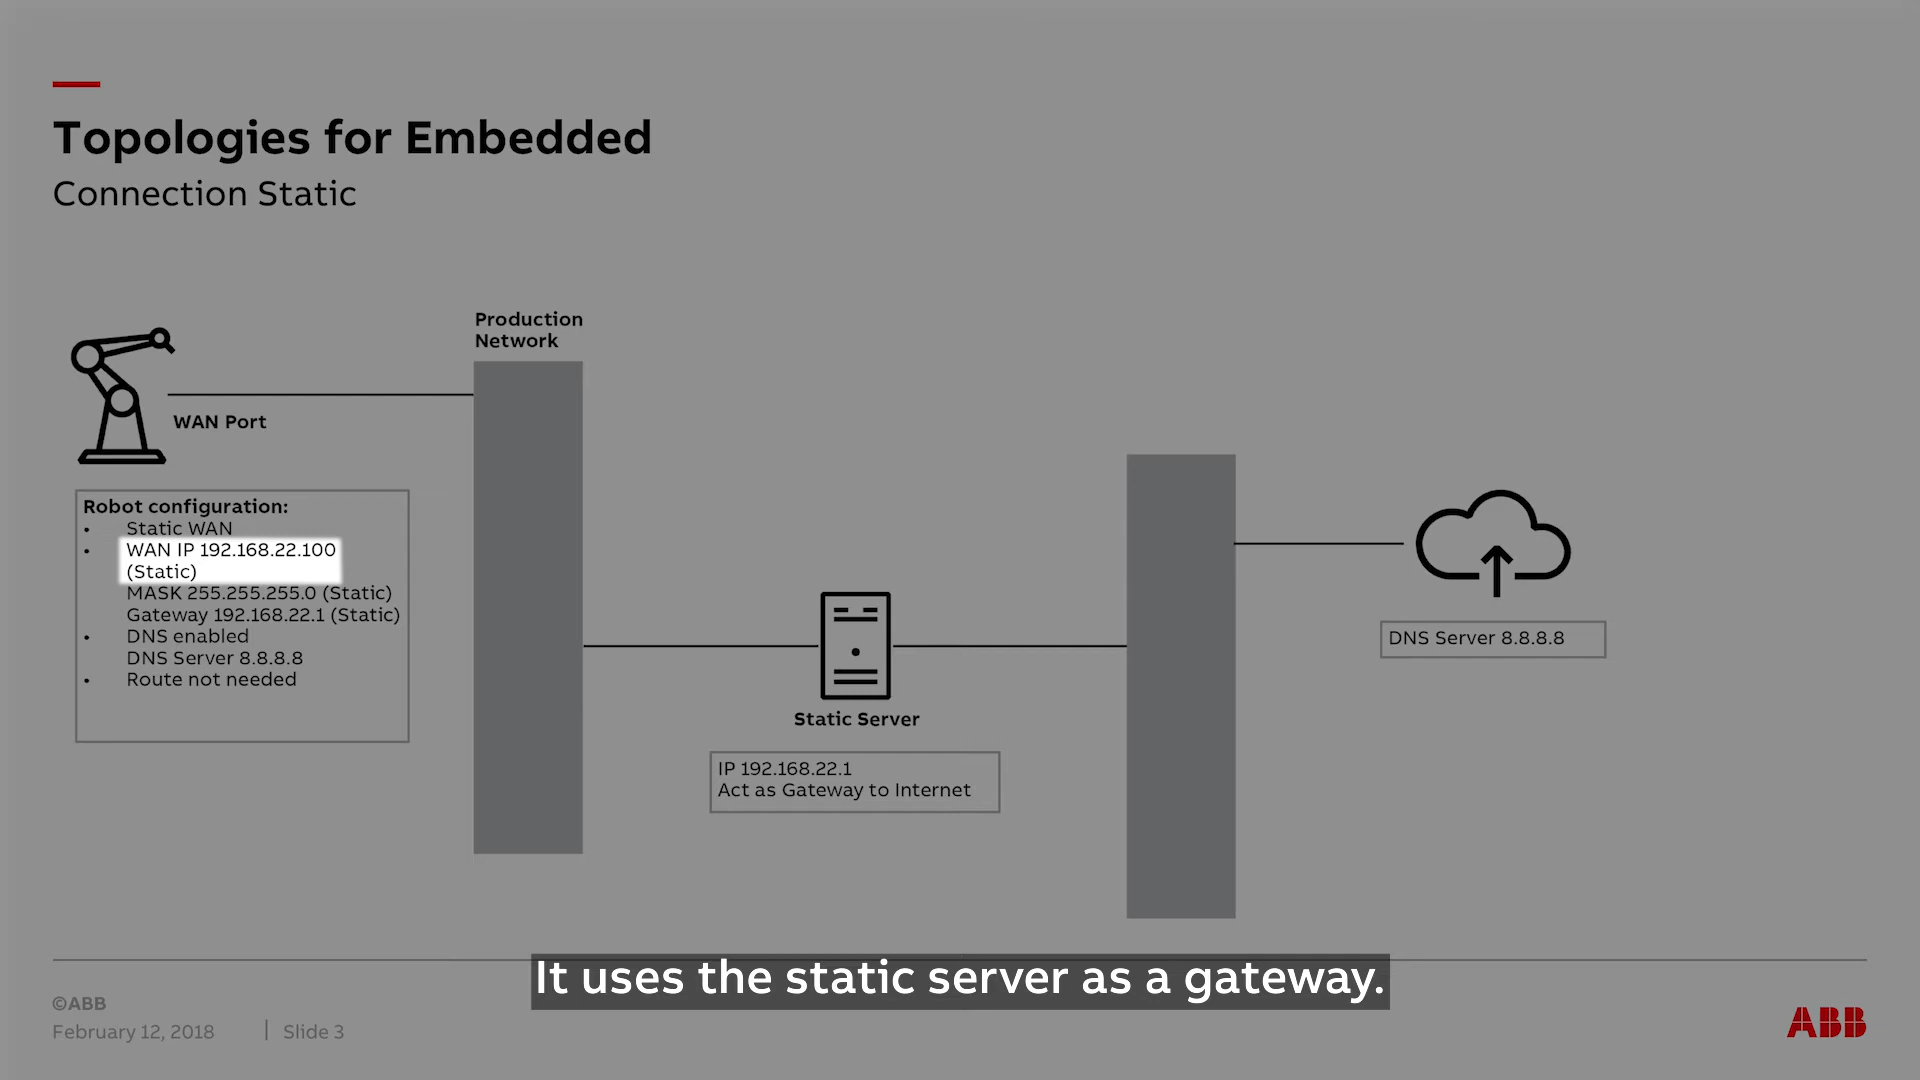 Topologies for Embedded
Connection Static
Production
Network
WAN Port
Robot configuration:
• Static WAN
• WAN IP 192.168.22.100
(Static)
MASK 255.255.255.0 (Static)
Gateway 192.168.22.1 (Static)
• DNS enabled
DNS Server 8.8.8.8
• Route not needed
Static Server
IP 192.168.22.1
Act as Gateway to Internet
DNS Server 8.8.8.8
It uses the static server as a gateway.
©ABB
February 12, 2018 | Slide 3
ABB